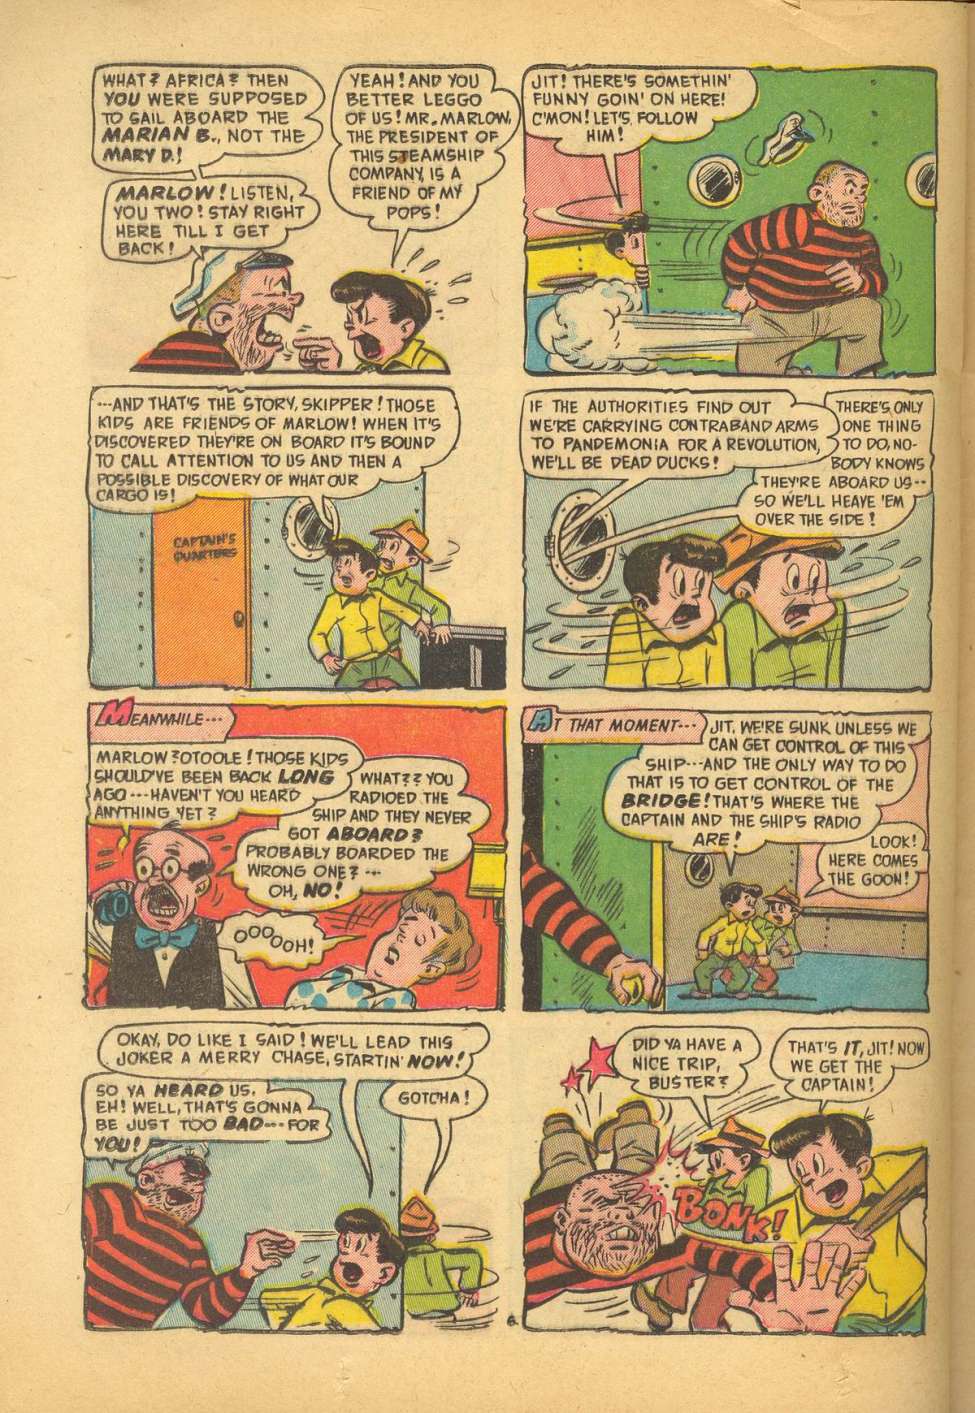 WHAT? AFRICA? THEN
YOU WERE SUPPOSED
TO SAIL ABOARD THE
MARIAN B., NOT THE
MARY D.!
MARLOW! LISTEN,
YOU TWO! STAY RIGHT
HERE TILL I GET
BACK!
YEAH! AND YOU
BETTER LEGGO
OF US! MR. MARLOW,
THE PRESIDENT OF
THIS STEAMSHIP
COMPANY, IS A
FRIEND OF MY
POPS!
JIT! THERE'S SOMETHIN'
FUNNY GOIN' ON HERE!
C'MON! LET'S FOLLOW
HIM!
---AND THAT'S THE STORY, SKIPPER! THOSE
KIDS ARE FRIENDS OF MARLOW! WHEN IT'S
DISCOVERED THEY'RE ON BOARD IT'S BOUND
TO CALL ATTENTION TO US AND THEN A
POSSIBLE DISCOVERY OF WHAT OUR
CARGO IS!
CAPTAIN'S
QUARTERS
IF THE AUTHORITIES FIND OUT
WE'RE CARRYING CONTRABAND ARMS
TO PANDEMONIA FOR A REVOLUTION,
WE'LL BE DEAD DUCKS!
THERE'S ONLY
ONE THING
TO DO, NO-
BODY KNOWS
THEY'RE ABOARD US--
SO WE'LL HEAVE 'EM
OVER THE SIDE!
MEANWHILE---
MARLOW? OTOOLE! THOSE KIDS
SHOULD'VE BEEN BACK LONG
AGO---HAVEN'T YOU HEARD
ANYTHING YET?
WHAT?? YOU
RADIOED THE
SHIP AND THEY NEVER
GOT ABOARD?
PROBABLY BOARDED THE
WRONG ONE?---
OH, NO!
OOOOOH!
AT THAT MOMENT---
JIT, WE'RE SUNK UNLESS WE
CAN GET CONTROL OF THIS
SHIP---AND THE ONLY WAY TO DO
THAT IS TO GET CONTROL OF THE
BRIDGE! THAT'S WHERE THE
CAPTAIN AND THE SHIP'S RADIO
ARE!
LOOK!
HERE COMES
THE GOON!
OKAY, DO LIKE I SAID! WE'LL LEAD THIS
JOKER A MERRY CHASE, STARTIN' NOW!
SO YA HEARD US,
EH! WELL, THAT'S GONNA
BE JUST TOO BAD---FOR
YOU!
GOTCHA!
DID YA HAVE A
NICE TRIP,
BUSTER?
THAT'S IT, JIT! NOW
WE GET THE
CAPTAIN!
BONK!
6